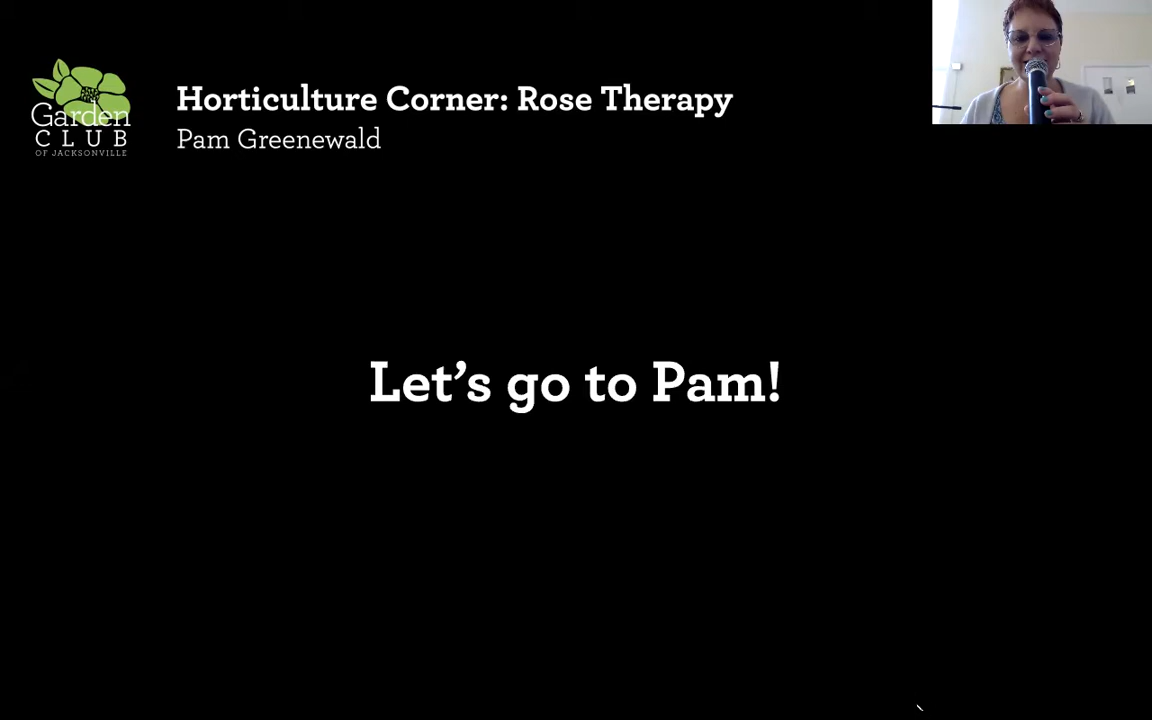 Garden
CLUB
OF JACKSONVILLE
Horticulture Corner: Rose Therapy
Pam Greenewald
Let's go to Pam!